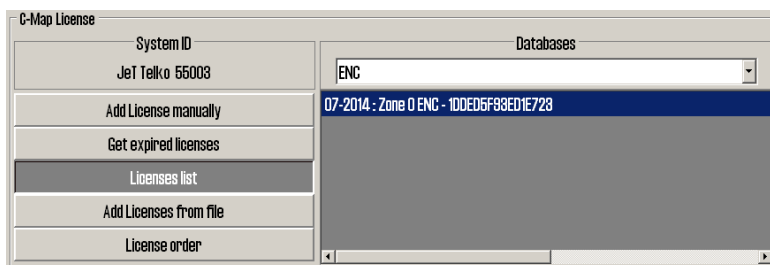 C-Map License
System ID
JeT Telko 55003
Add License manually
Get expired licenses
Licenses list
Add Licenses from file
License order
Databases
ENC
07-2014 : Zone 0 ENC - 1DDED5F93ED1E723